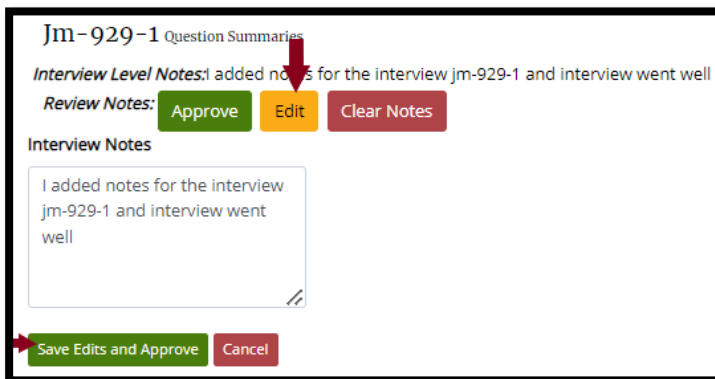 Jm-929-1 Question Summaries
Interview Level Notes:I added notes for the interview jm-929-1 and interview went well
Review Notes: Approve Edit Clear Notes
Interview Notes
I added notes for the interview
jm-929-1 and interview went
well
Save Edits and Approve Cancel